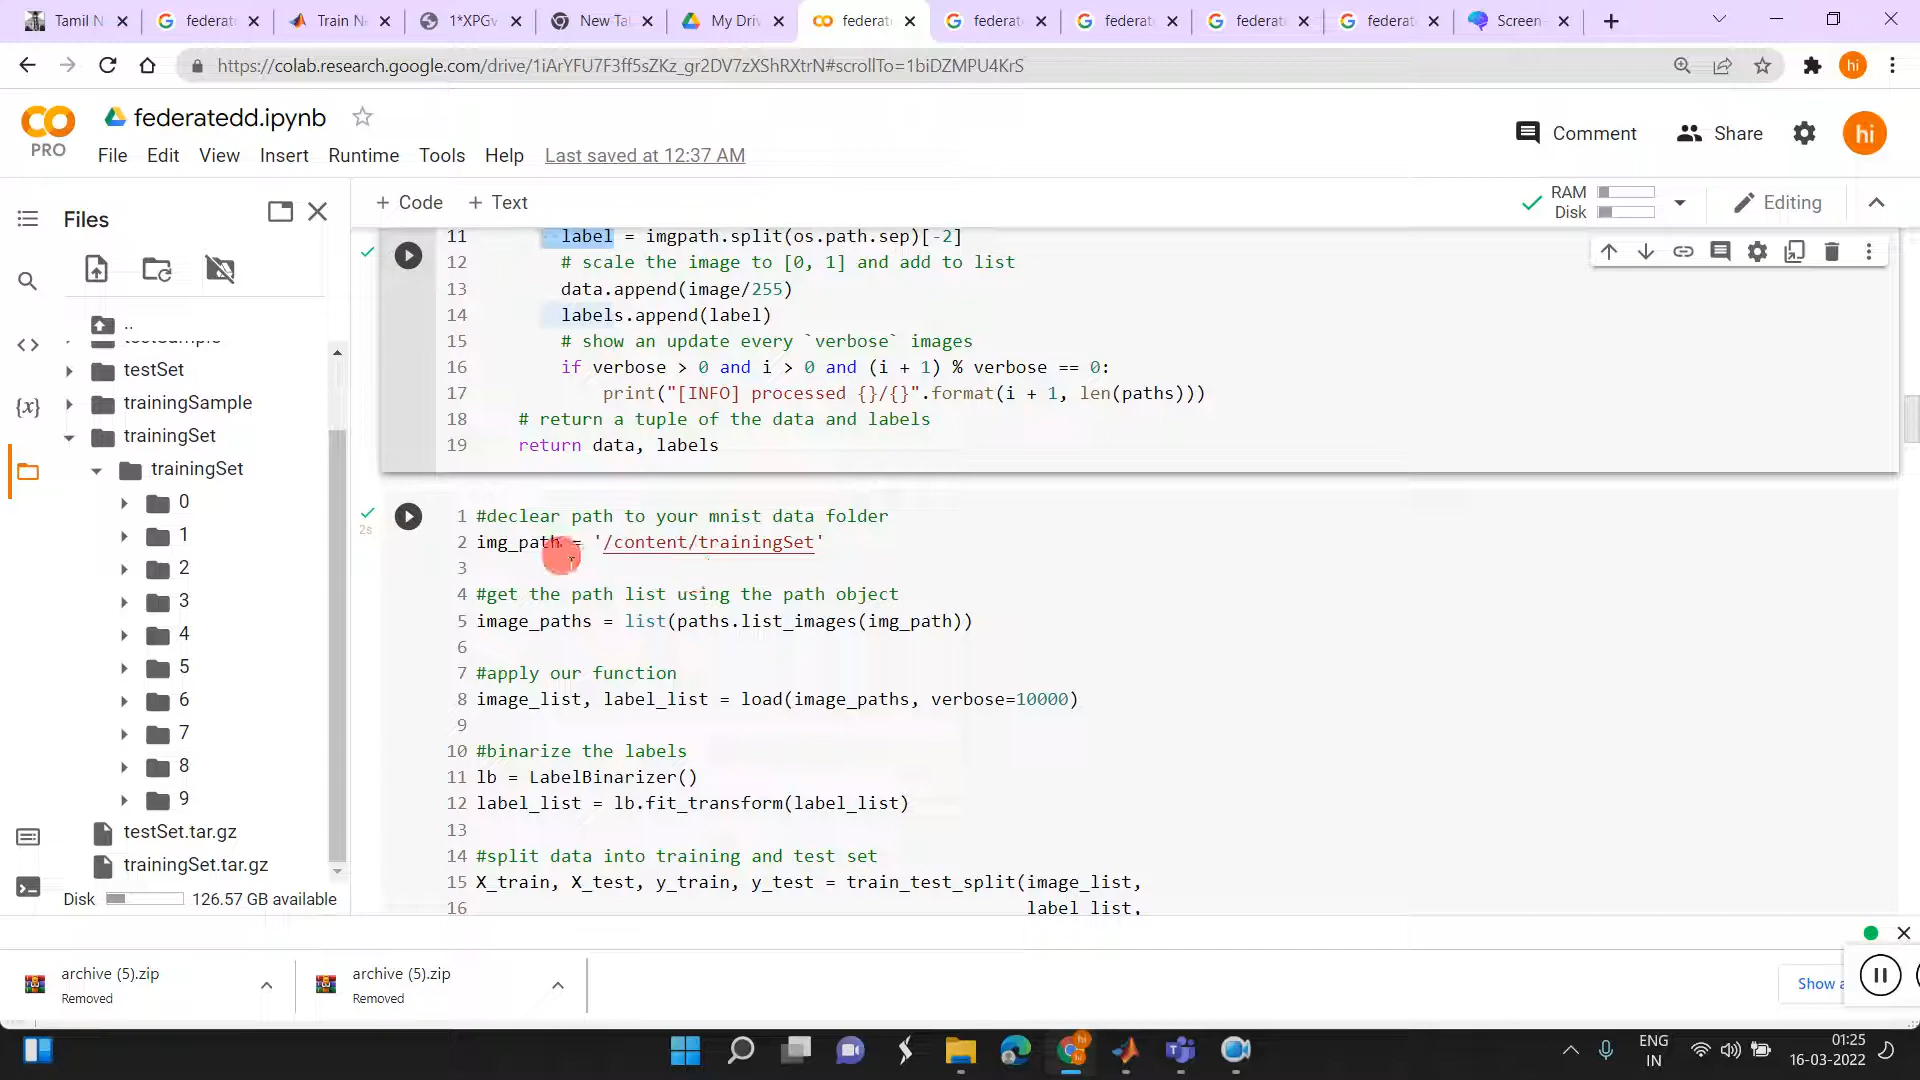 Tamil N
federat
Train N
1*XPGv
New Ta
My Driv
federat
federat
federat
federat
federat
Screen
https://colab.research.google.com/drive/1iArYFU7F3ff5sZKz_gr2DV7zXShRXtrN#scrollTo=1biDZMPU4KrS
hi
PRO
federatedd.ipynb
File Edit View Insert Runtime Tools Help Last saved at 12:37 AM
Comment Share hi
Files
+ Code + Text
RAM
Disk
Editing
..
testSet
trainingSample
trainingSet
trainingSet
0
1
2
3
4
5
6
7
8
9
testSet.tar.gz
trainingSet.tar.gz
Disk 126.57 GB available
{x}
11 label = imgpath.split(os.path.sep)[-2]
12 # scale the image to [0, 1] and add to list
13 data.append(image/255)
14 labels.append(label)
15 # show an update every `verbose` images
16 if verbose > 0 and i > 0 and (i + 1) % verbose == 0:
17 print("[INFO] processed {}/{}".format(i + 1, len(paths)))
18 # return a tuple of the data and labels
19 return data, labels
2s
1 #declear path to your mnist data folder
2 img_path = '/content/trainingSet'
3
4 #get the path list using the path object
5 image_paths = list(paths.list_images(img_path))
6
7 #apply our function
8 image_list, label_list = load(image_paths, verbose=10000)
9
10 #binarize the labels
11 lb = LabelBinarizer()
12 label_list = lb.fit_transform(label_list)
13
14 #split data into training and test set
15 X_train, X_test, y_train, y_test = train_test_split(image_list,
16 label_list,
archive (5).zip
Removed
archive (5).zip
Removed
Show a
ENG
IN
01:25
16-03-2022